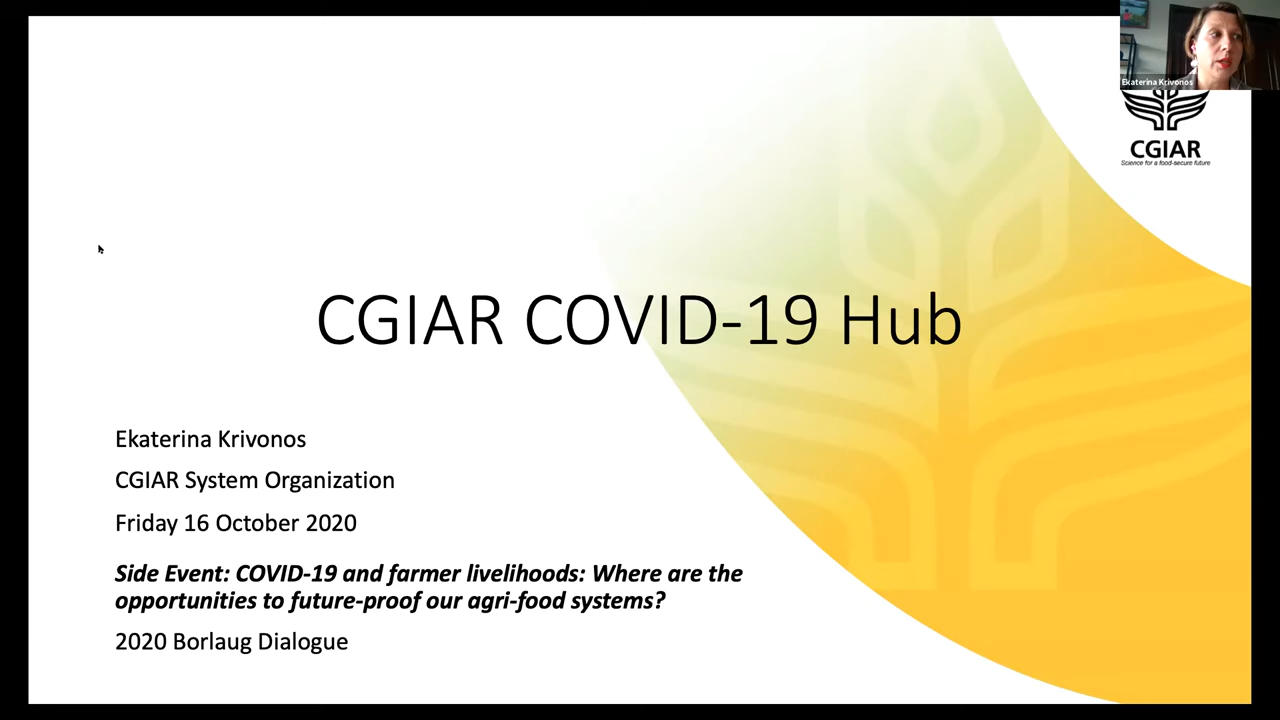 Ekaterina Krivonos
CGIAR
Science for a food-secure future
CGIAR COVID-19 Hub
Ekaterina Krivonos
CGIAR System Organization
Friday 16 October 2020
Side Event: COVID-19 and farmer livelihoods: Where are the
opportunities to future-proof our agri-food systems?
2020 Borlaug Dialogue